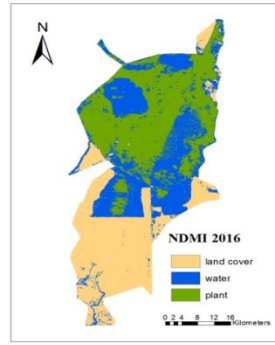 N
NDMI 2016
land cover
water
plant
0 2 4 8 12 16
Kilometers